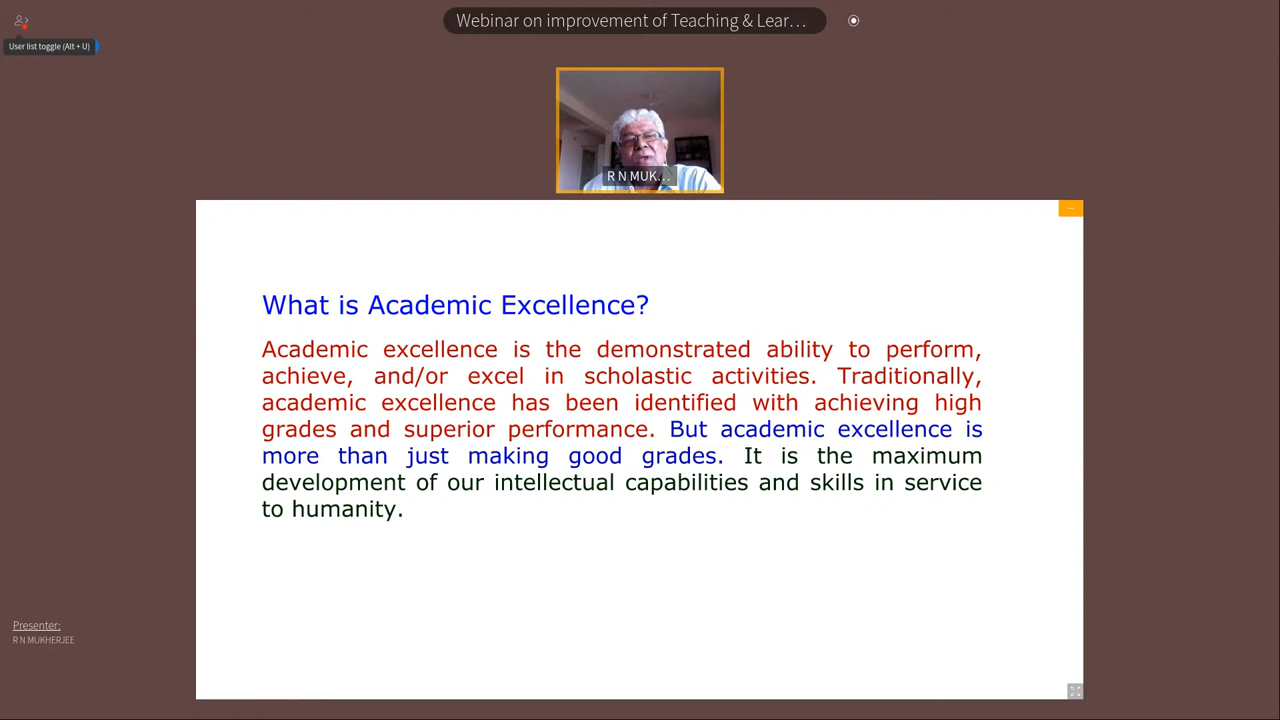 Webinar on improvement of Teaching & Lear…
User list toggle (Alt + U)
R N MUK…
What is Academic Excellence?
Academic excellence is the demonstrated ability to perform,
achieve, and/or excel in scholastic activities. Traditionally,
academic excellence has been identified with achieving high
grades and superior performance. But academic excellence is
more than just making good grades. It is the maximum
development of our intellectual capabilities and skills in service
to humanity.
Presenter:
R N MUKHERJEE